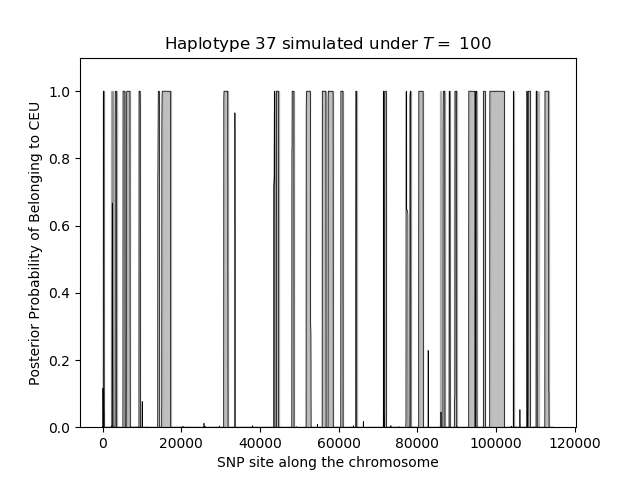 Haplotype 37 simulated under T = 100
Posterior Probability of Belonging to CEU
1.0
0.8
0.6
0.4
0.2
0.0
0 20000 40000 60000 80000 100000 120000
SNP site along the chromosome